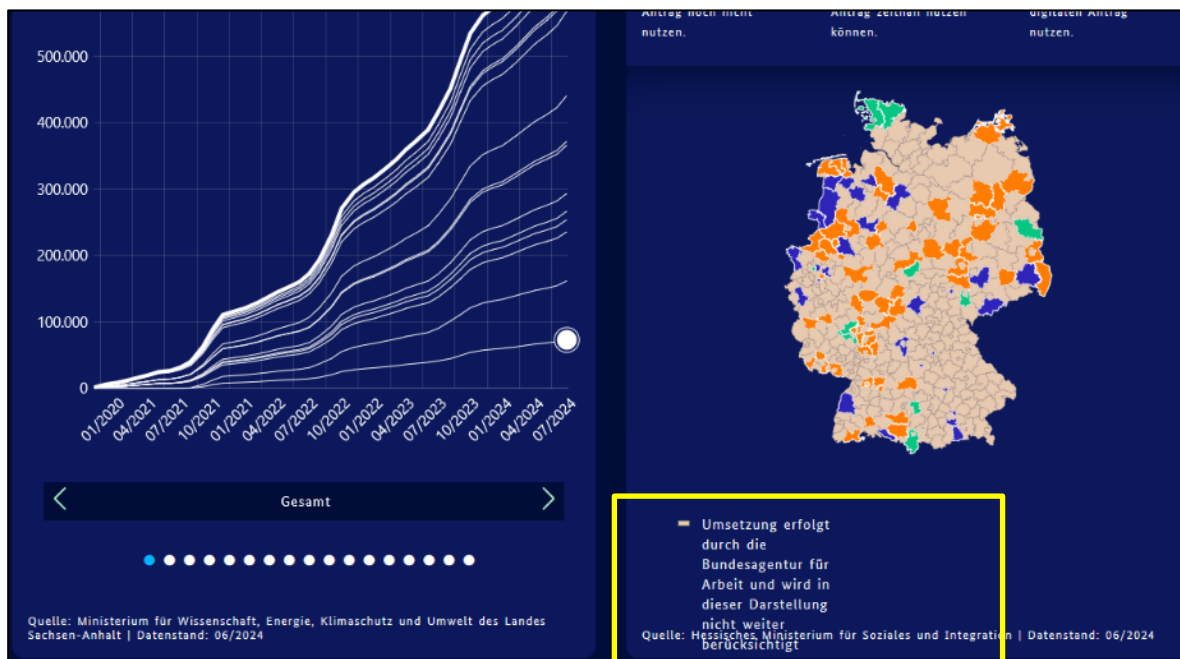 500.000
400.000
300.000
200.000
100.000
0
01/2020
04/2021
07/2021
10/2021
01/2021
04/2022
07/2022
10/2022
01/2022
04/2023
07/2023
10/2023
01/2024
04/2024
07/2024
Gesamt
Quelle: Ministerium für Wissenschaft, Energie, Klimaschutz und Umwelt des Landes
Sachsen-Anhalt | Datenstand: 06/2024
Antrag noch nicht
nutzen.
Antrag zeitnah nutzen
können.
digitalen Antrag
nutzen.
Umsetzung erfolgt
durch die
Bundesagentur für
Arbeit und wird in
dieser Darstellung
nicht weiter
berücksichtigt
Quelle: Hessisches Ministerium für Soziales und Integration | Datenstand: 06/2024